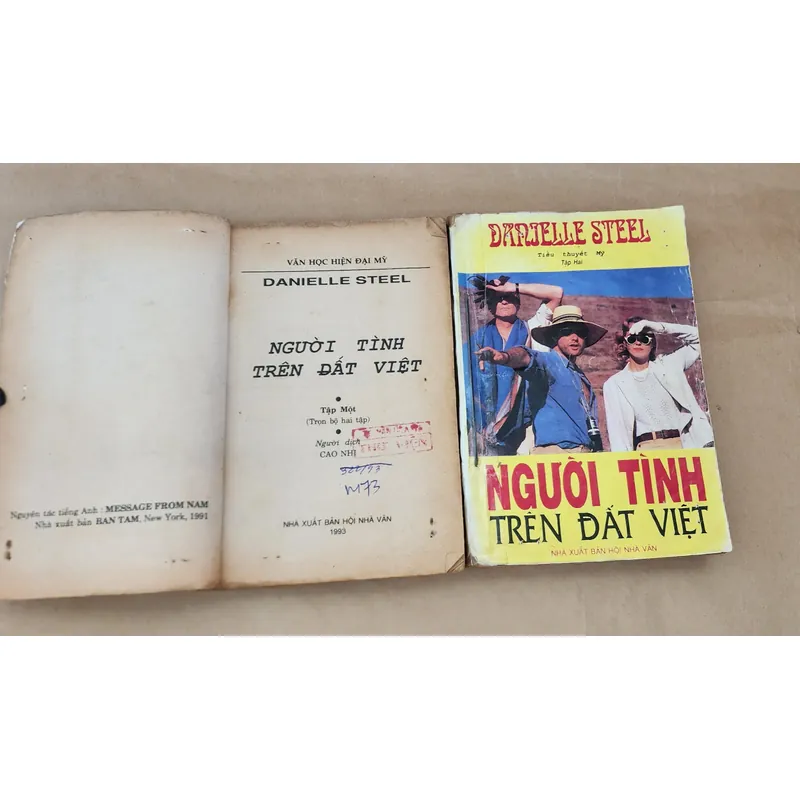 Nguyên tác tiếng Anh : MESSAGE FROM NAM
Nhà xuất bản BAN TAM, New York, 1991
VĂN HỌC HIỆN ĐẠI MỸ
DANIELLE STEEL
NGƯỜI TÌNH
TRÊN ĐẤT VIỆT
Tập Một
(Trọn bộ hai tập)
Người dịch
CAO NHỊ
M73
NHÀ XUẤT BẢN HỘI NHÀ VĂN
1993
DANIELLE STEEL
Tiểu thuyết Mỹ
Tập Hai
NGƯỜI TÌNH
TRÊN ĐẤT VIỆT
NHÀ XUẤT BẢN HỘI NHÀ VĂN